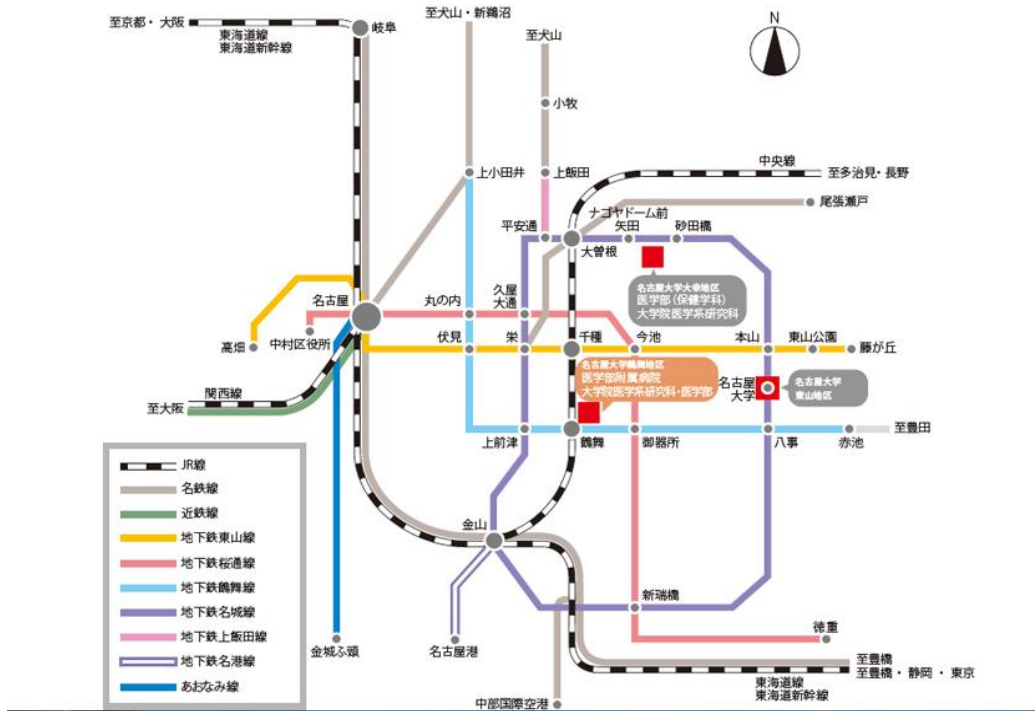 至京都・大阪
東海道線
東海道新幹線
岐阜
至犬山・新鵜沼
至犬山
N
小牧
上小田井
上飯田
中央線
至多治見・長野
尾張瀬戸
ナゴヤドーム前
矢田
砂田橋
平安通
大曽根
名古屋大学大幸地区
医学部(保健学科)
大学院医学系研究科
名古屋
丸の内
久屋
大通
中村区役所
高畑
伏見
栄
千種
今池
本山
東山公園
藤が丘
名古屋大学鶴舞地区
医学部附属病院
大学院医学系研究科・医学部
名古屋
大学
名古屋大学
東山地区
関西線
至大阪
上前津
鶴舞
御器所
八事
赤池
至豊田
JR線
名鉄線
近鉄線
地下鉄東山線
地下鉄桜通線
地下鉄鶴舞線
地下鉄名城線
地下鉄上飯田線
地下鉄名港線
あおなみ線
金山
新瑞橋
徳重
金城ふ頭
名古屋港
中部国際空港
至豊橋
至豊橋・静岡・東京
東海道線
東海道新幹線